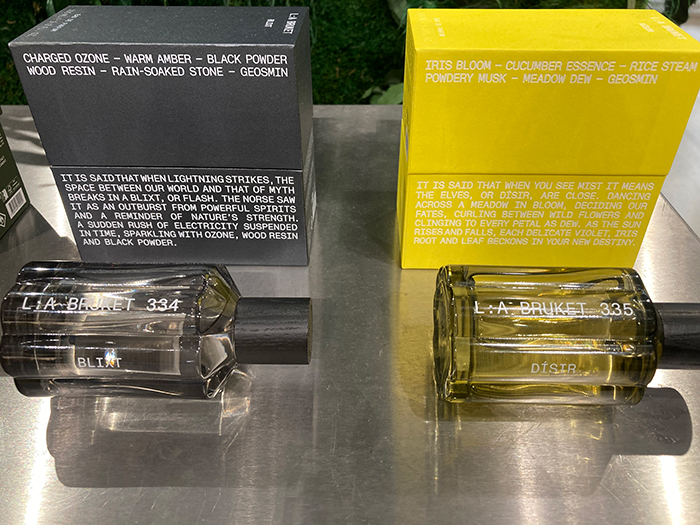 L:A BRUKET
BLIXT
CHARGED OZONE – WARM AMBER – BLACK POWDER
WOOD RESIN – RAIN-SOAKED STONE – GEOSMIN
IT IS SAID THAT WHEN LIGHTNING STRIKES, THE
SPACE BETWEEN OUR WORLD AND THAT OF MYTH
BREAKS IN A BLIXT, OR FLASH. THE NORSE SAW
IT AS AN OUTBURST FROM POWERFUL SPIRITS
AND A REMINDER OF NATURE'S STRENGTH.
A SUDDEN RUSH OF ELECTRICITY SUSPENDED
IN TIME, SPARKLING WITH OZONE, WOOD RESIN
AND BLACK POWDER.
L:A BRUKET 334
BLIXT
L:A BRUKET
IRIS BLOOM – CUCUMBER ESSENCE – RICE STEAM
POWDERY MUSK – MEADOW DEW – GEOSMIN
IT IS SAID THAT WHEN YOU SEE MIST IT MEANS
THE ELVES, OR DÍSIR, ARE CLOSE. DANCING
ACROSS A MEADOW IN BLOOM, DECIDING OUR
FATES, CURLING BETWEEN WILD FLOWERS AND
CLINGING TO EVERY PETAL AS DEW. AS THE SUN
RISES AND FALLS, EACH DELICATE VIOLET, IRIS
ROOT AND LEAF BECKONS IN YOUR NEW DESTINY.
L:A BRUKET 335
DÍSIR